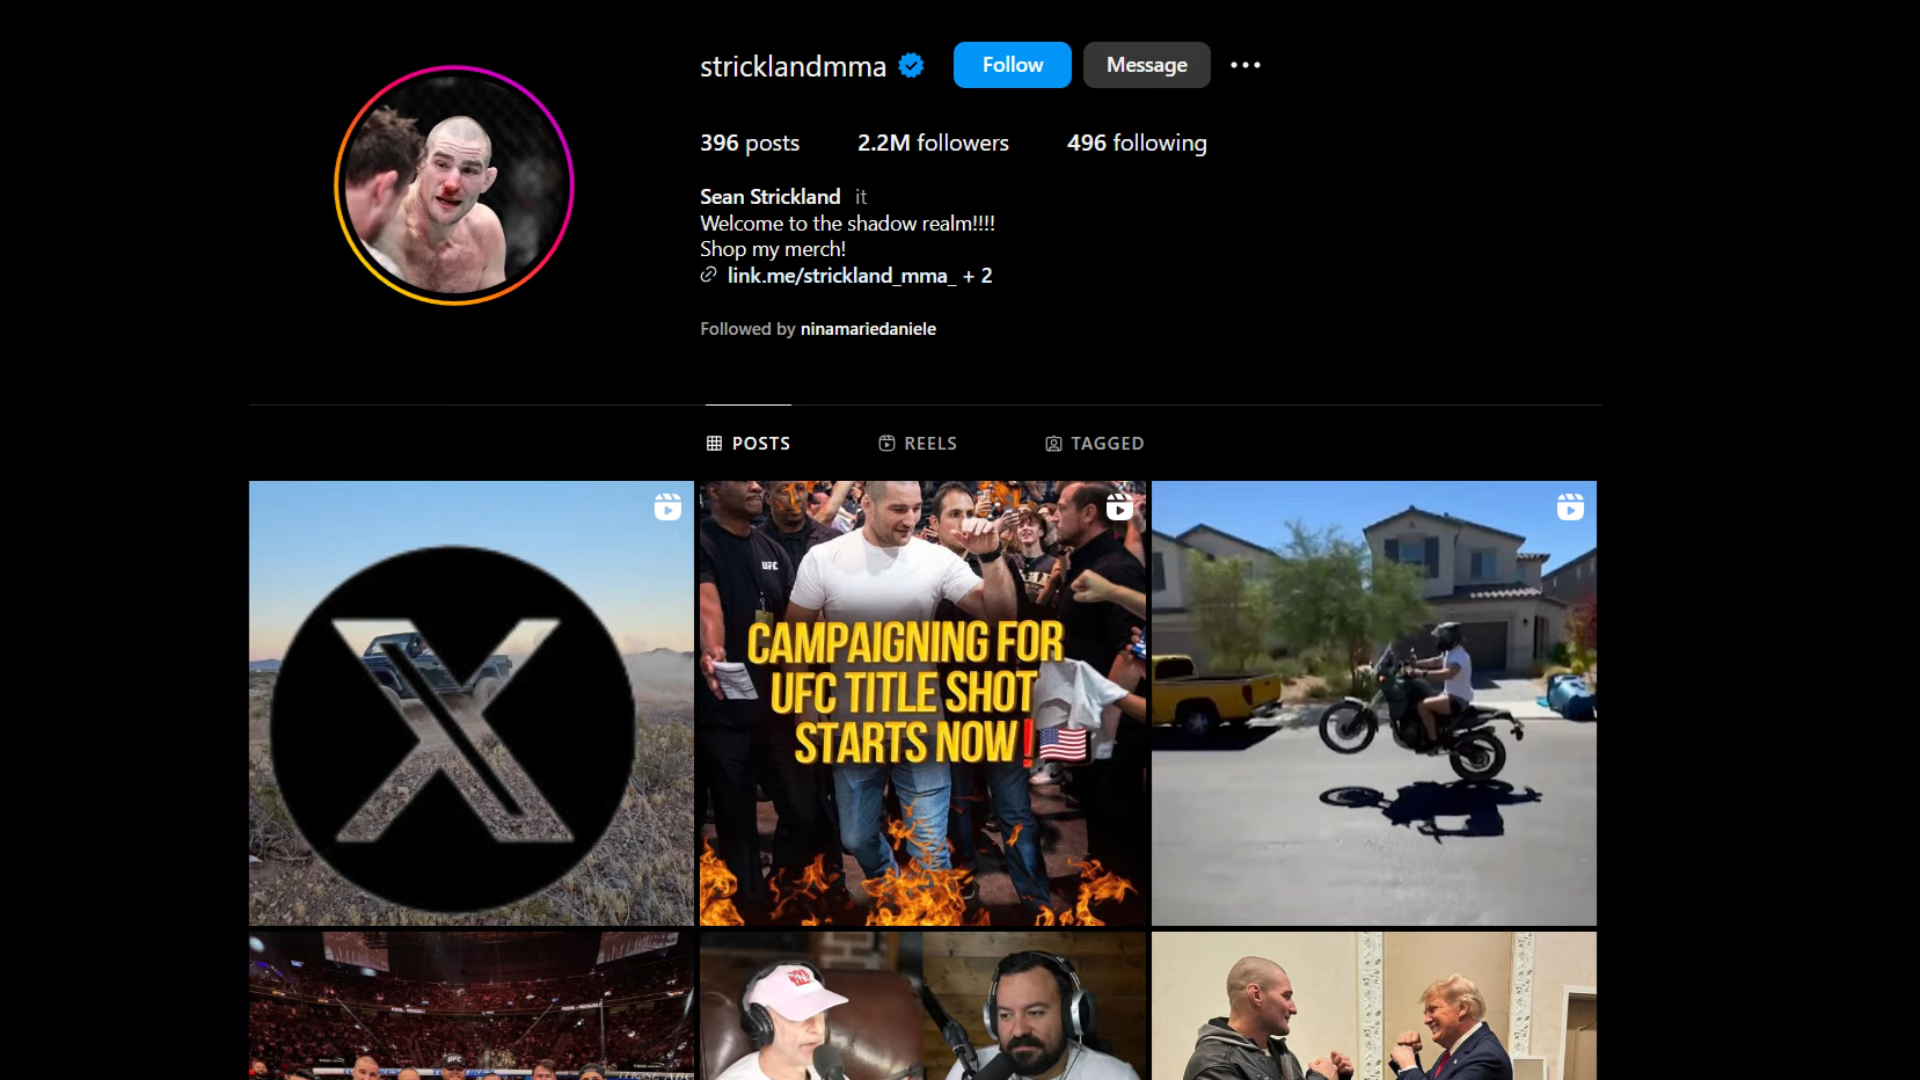 stricklandmma
Follow
Message
396 posts
2.2M followers
496 following
Sean Strickland it
Welcome to the shadow realm!!!!
Shop my merch!
link.me/strickland_mma_ + 2
Followed by ninamariedaniele
POSTS
REELS
TAGGED
UFC
CAMPAIGNING FOR
UFC TITLE SHOT
STARTS NOW❗🇺🇸
UFC